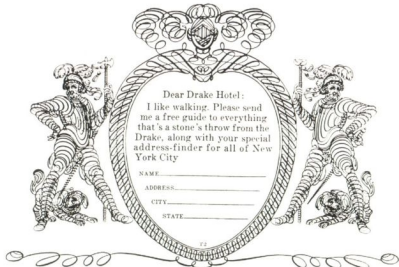 Dear Drake Hotel:
I like walking. Please send
me a free guide to everything
that's a stone's throw from the
Drake, along with your special
address-finder for all of New
York City
NAME
ADDRESS
CITY
STATE